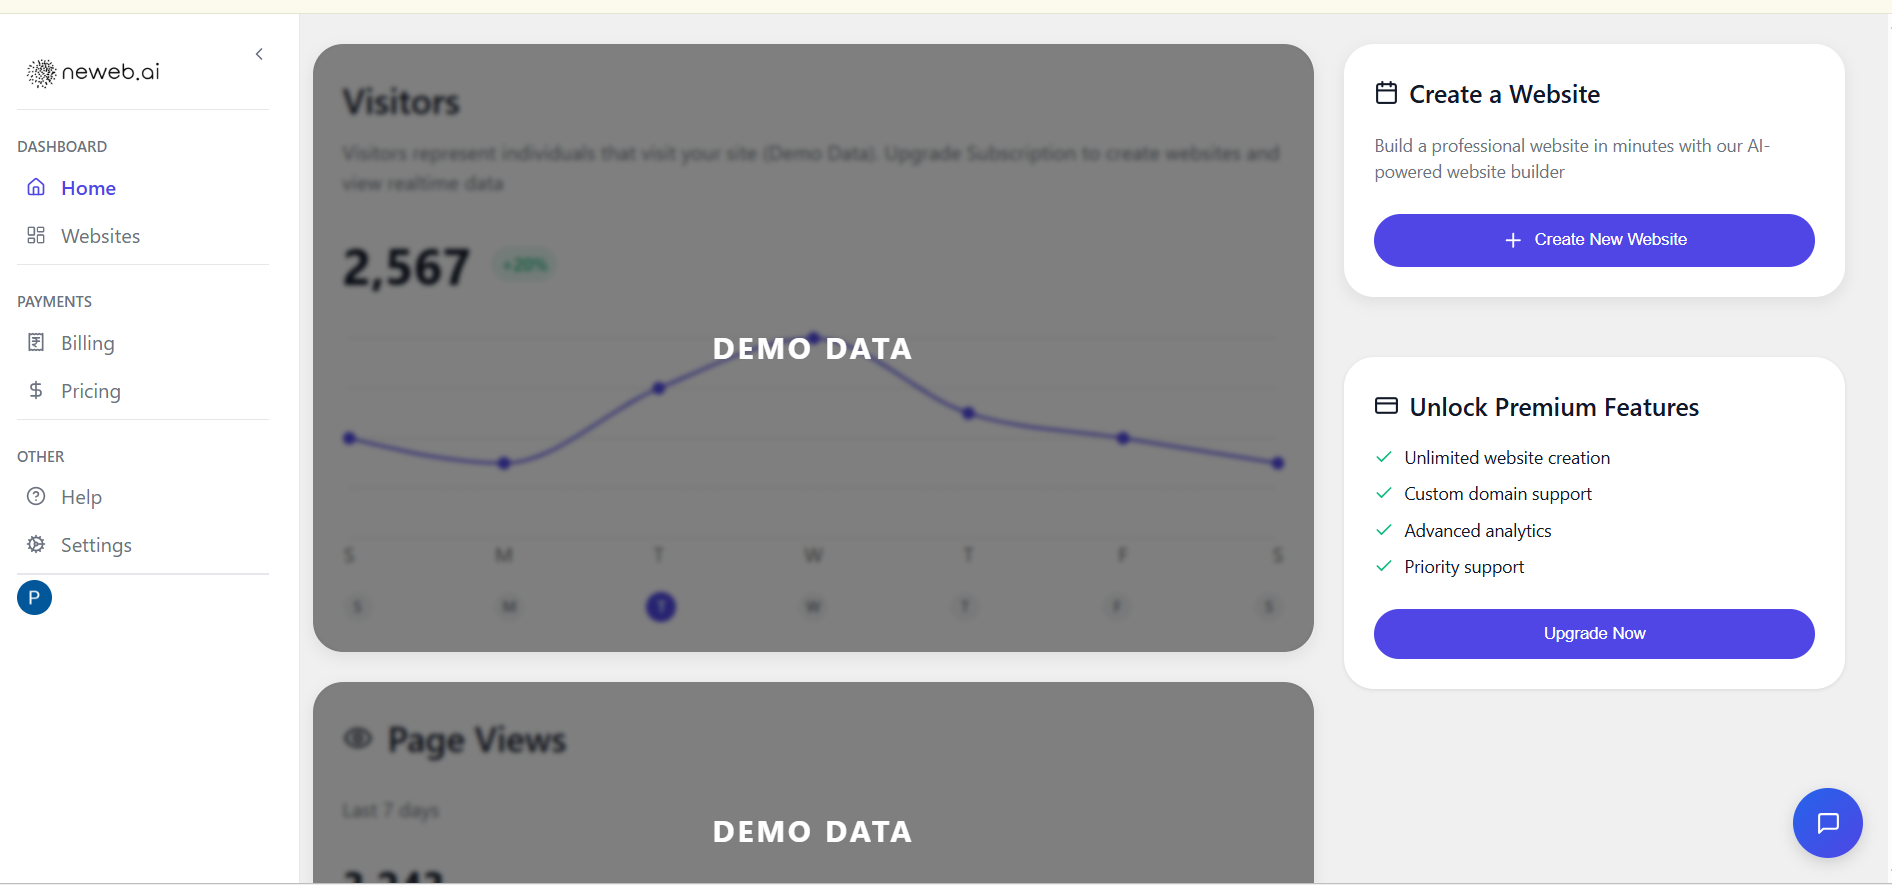 neweb.ai
DASHBOARD
Home
Websites
PAYMENTS
Billing
Pricing
OTHER
Help
Settings
P
Visitors
Visitors represent individuals that visit your site (Demo Data). Upgrade Subscription to create websites and
view realtime data
2,567 +20%
DEMO DATA
S M T W T F S
S M T W T F S
Page Views
Last 7 days
DEMO DATA
Create a Website
Build a professional website in minutes with our AI-
powered website builder
Create New Website
Unlock Premium Features
Unlimited website creation
Custom domain support
Advanced analytics
Priority support
Upgrade Now